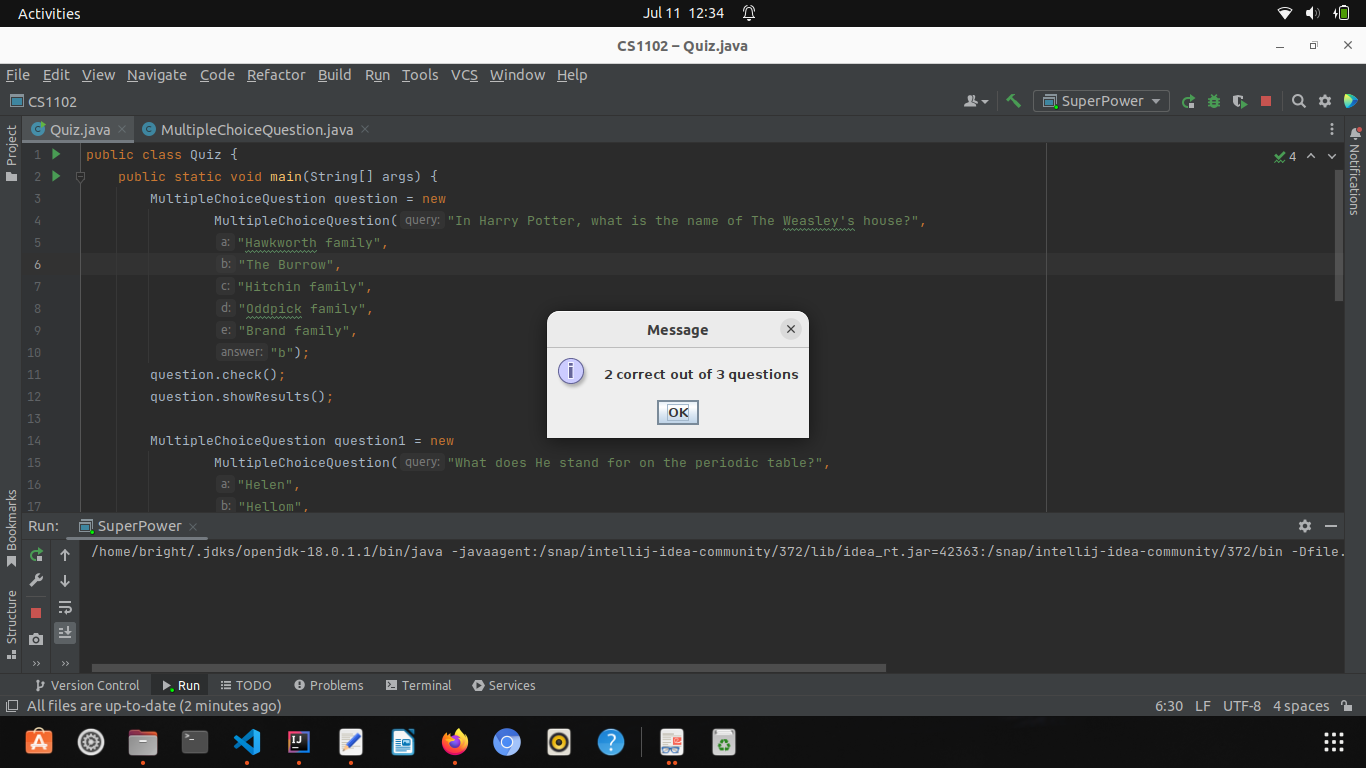 Activities
Jul 11 12:34
CS1102 – Quiz.java
File Edit View Navigate Code Refactor Build Run Tools VCS Window Help
CS1102
SuperPower
Project
Quiz.java
MultipleChoiceQuestion.java
Notifications
4
1 public class Quiz {
2 public static void main(String[] args) {
3 MultipleChoiceQuestion question = new
4 MultipleChoiceQuestion( query: "In Harry Potter, what is the name of The Weasley's house?",
5 a: "Hawkworth family",
6 b: "The Burrow",
7 c: "Hitchin family",
8 d: "Oddpick family",
9 e: "Brand family",
10 answer: "b");
11 question.check();
12 question.showResults();
13
14 MultipleChoiceQuestion question1 = new
15 MultipleChoiceQuestion( query: "What does He stand for on the periodic table?",
16 a: "Helen",
17 b: "Hellom",
Message
i
2 correct out of 3 questions
OK
Bookmarks
Structure
Run: SuperPower
/home/bright/.jdks/openjdk-18.0.1.1/bin/java -javaagent:/snap/intellij-idea-community/372/lib/idea_rt.jar=42363:/snap/intellij-idea-community/372/bin -Dfile.
Version Control Run TODO Problems Terminal Services
All files are up-to-date (2 minutes ago)
6:30 LF UTF-8 4 spaces